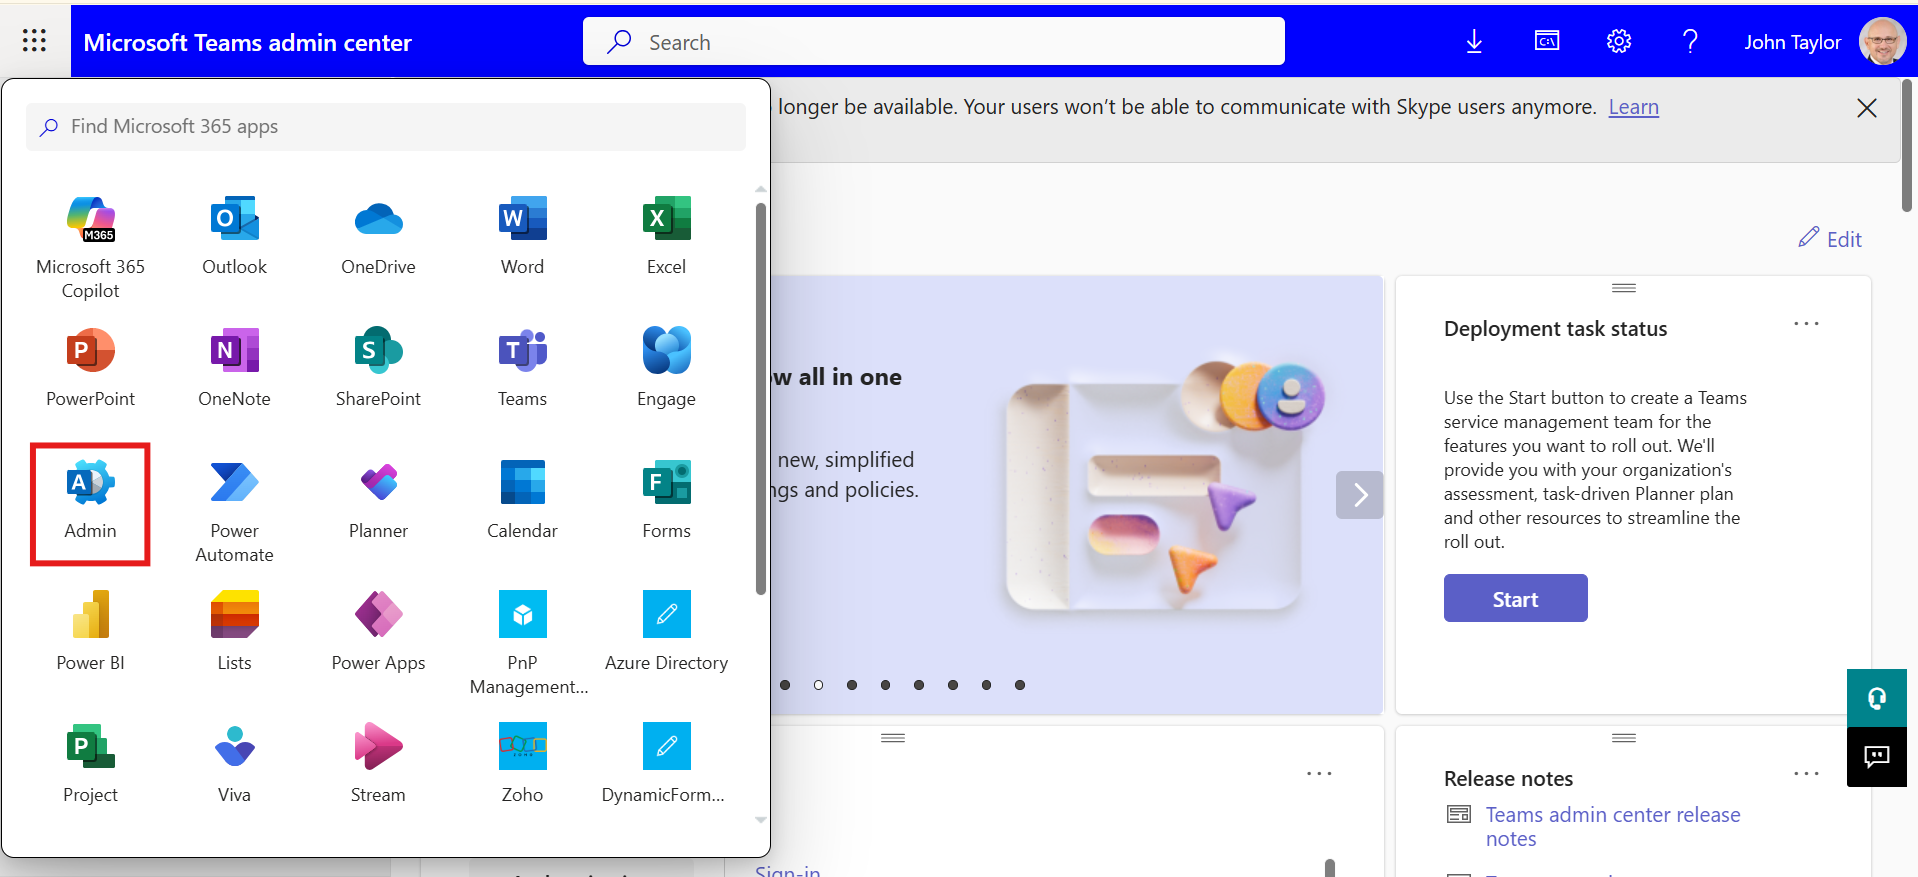 Microsoft Teams admin center
Search
John Taylor
Find Microsoft 365 apps
longer be available. Your users won't be able to communicate with Skype users anymore. Learn
Edit
M365
Microsoft 365
Copilot
Outlook
OneDrive
Word
Excel
PowerPoint
OneNote
SharePoint
Teams
Engage
Admin
Power
Automate
Planner
Calendar
Forms
Power BI
Lists
Power Apps
PnP
Management...
Azure Directory
Project
Viva
Stream
Zoho
DynamicForm...
all in one
new, simplified
and policies.
Deployment task status
Use the Start button to create a Teams
service management team for the
features you want to roll out. We'll
provide you with your organization's
assessment, task-driven Planner plan
and other resources to streamline the
roll out.
Start
Release notes
Teams admin center release
notes
Sign-in